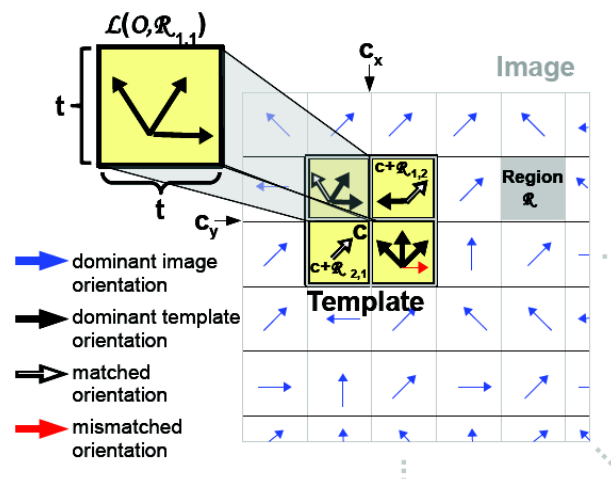 ℒ(O,ℛ1,1)
cx
Image
t
c+ℛ1,2
Region
ℛ
t
cy
c
c+ℛ2,1
Template
dominant image
orientation
dominant template
orientation
matched
orientation
mismatched
orientation